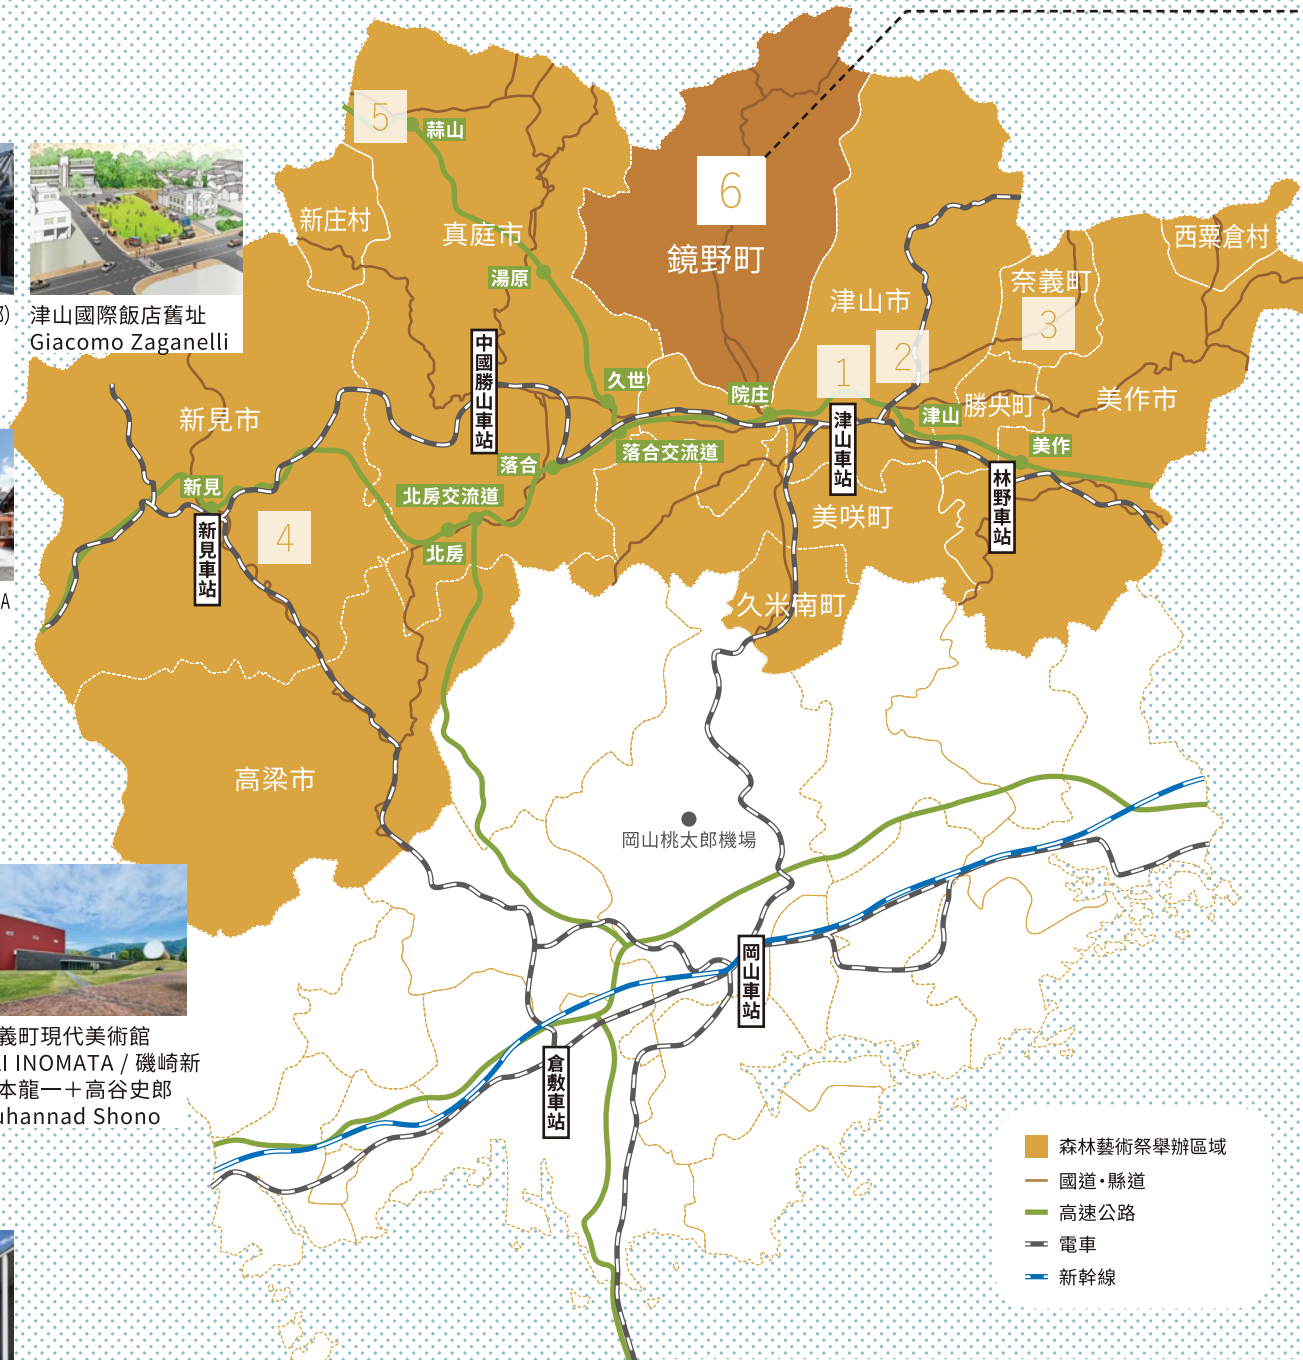 5
蒜山
新庄村
真庭市
湯原
6
鏡野町
西粟倉村
奈義町
3
津山市
1
2
津山國際飯店舊址
Giacomo Zaganelli
中國勝山車站
久世
院庄
津山
勝央町
美作市
新見市
津山車站
美作
落合
落合交流道
林野車站
新見
北房交流道
美咲町
新見車站
4
北房
久米南町
高梁市
岡山桃太郎機場
岡山車站
義町現代美術館
I INOMATA / 磯崎新
本龍一＋高谷史郎
uhannad Shono
倉敷車站
森林藝術祭舉辦區域
國道・縣道
高速公路
電車
新幹線